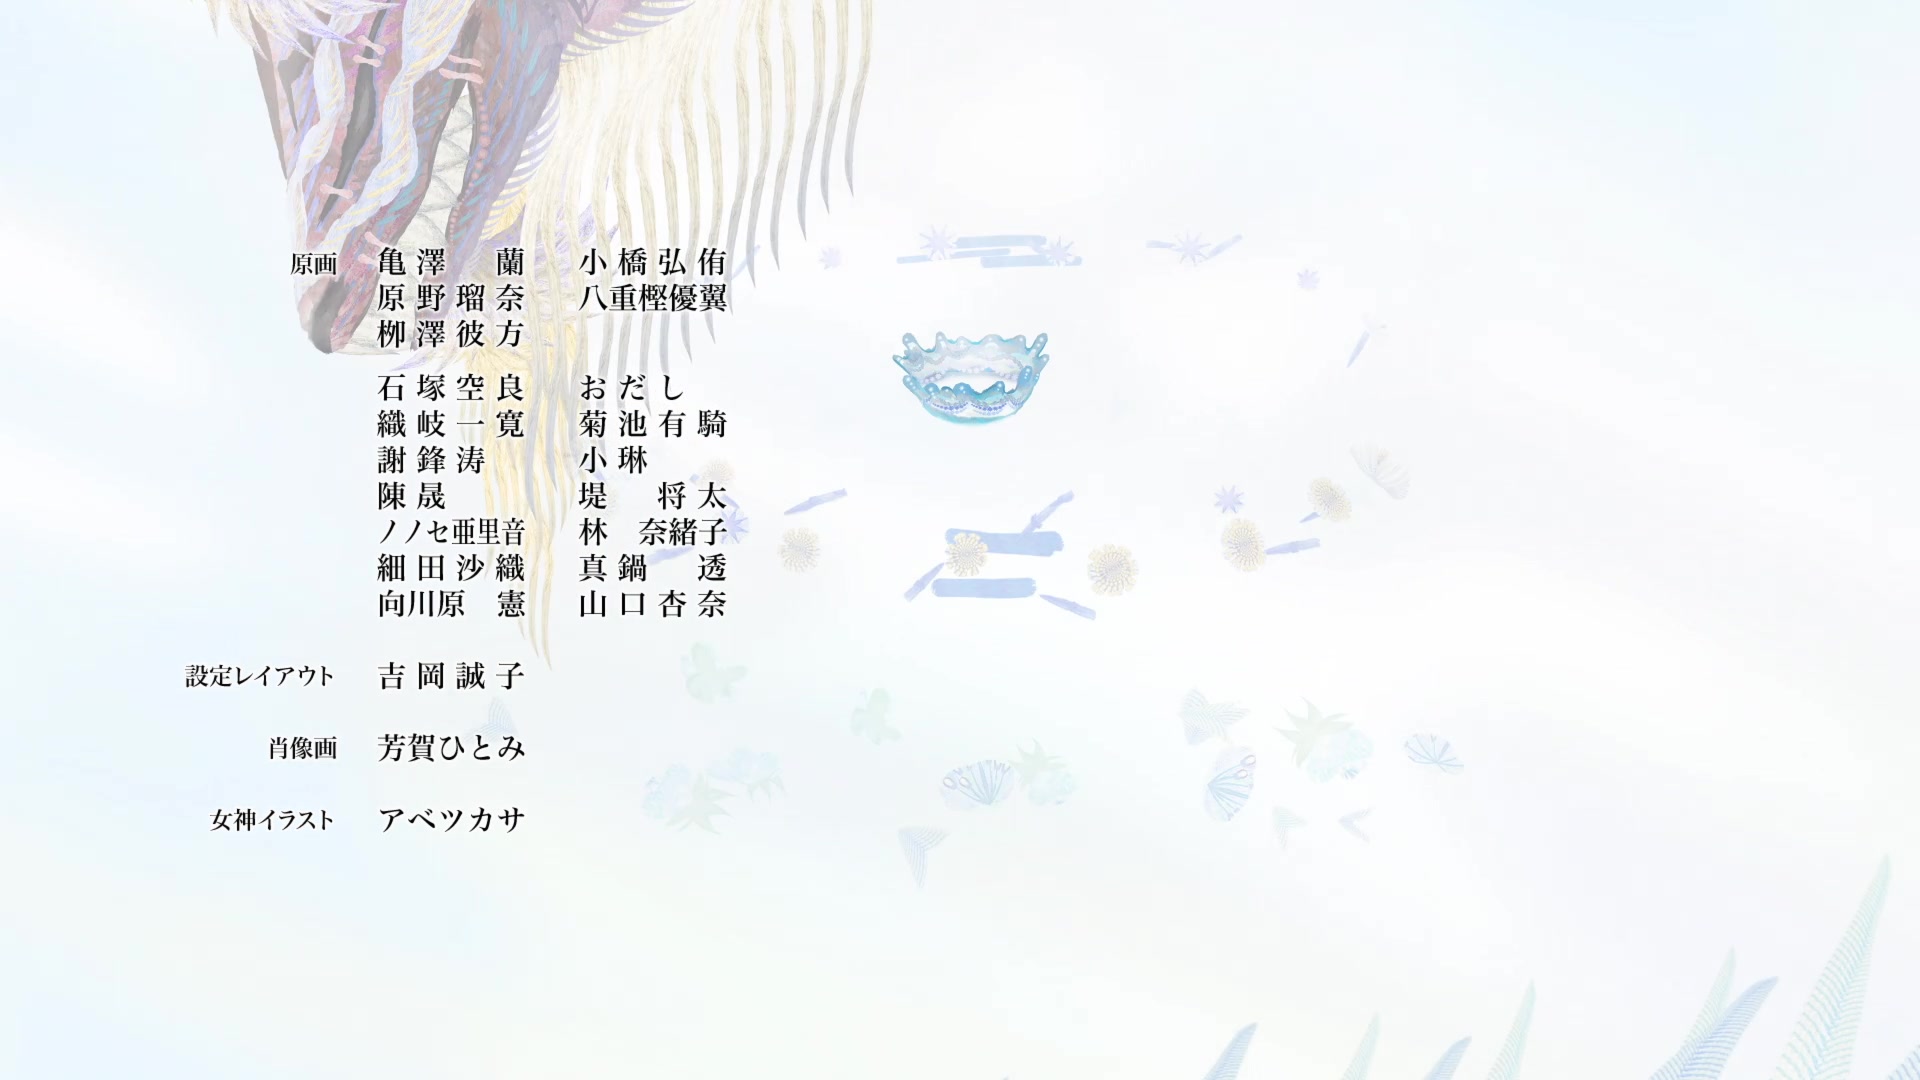 原画 亀澤 蘭 小橋弘侑
原野瑠奈 八重樫優翼
栁澤彼方
石塚空良 おだし
織岐一寛 菊池有騎
謝鋒涛 小琳
陳晟 堤 将太
ノノセ亜里音 林 奈緒子
細田沙織 真鍋 透
向川原 憲 山口杏奈
設定レイアウト 吉岡誠子
肖像画 芳賀ひとみ
女神イラスト アベツカサ